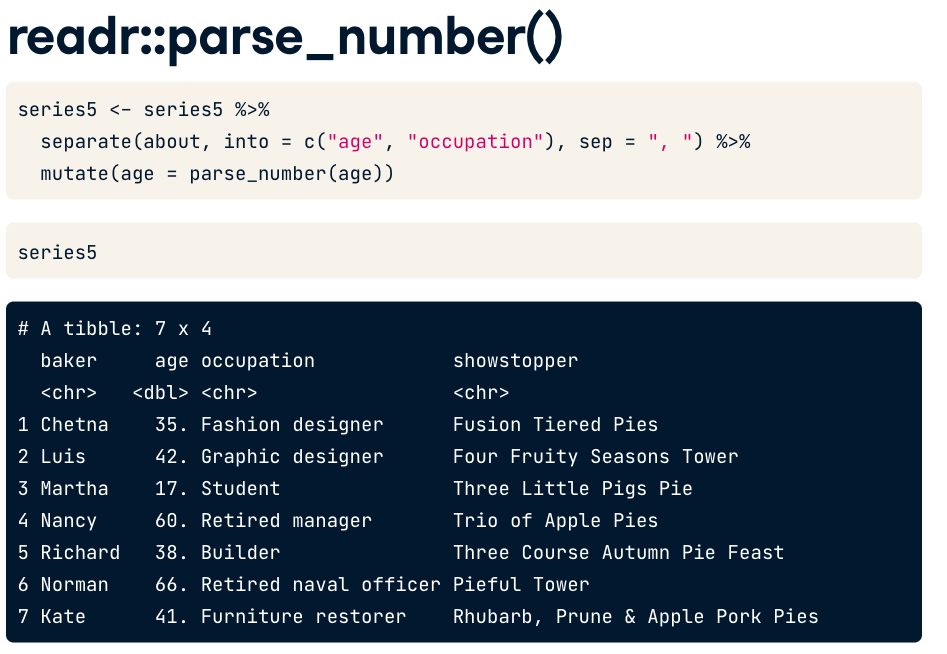 readr::parse_number()
series5 <- series5 %>%
  separate(about, into = c("age", "occupation"), sep = ", ") %>%
  mutate(age = parse_number(age))
series5
# A tibble: 7 x 4
  baker     age occupation            showstopper
  <chr>   <dbl> <chr>                 <chr>
1 Chetna    35. Fashion designer      Fusion Tiered Pies
2 Luis      42. Graphic designer      Four Fruity Seasons Tower
3 Martha    17. Student               Three Little Pigs Pie
4 Nancy     60. Retired manager       Trio of Apple Pies
5 Richard   38. Builder               Three Course Autumn Pie Feast
6 Norman    66. Retired naval officer Pieful Tower
7 Kate      41. Furniture restorer    Rhubarb, Prune & Apple Pork Pies